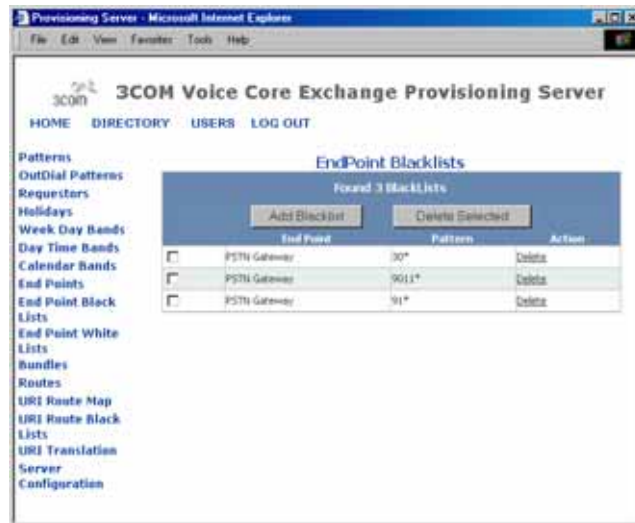 Provisioning Server - Microsoft Internet Explorer
File Edit View Favorites Tools Help
3COM
3COM Voice Core Exchange Provisioning Server
HOME DIRECTORY USERS LOG OUT
Patterns
OutDial Patterns
Requestors
Holidays
Week Day Bands
Day Time Bands
Calendar Bands
End Points
End Point Black
Lists
End Point White
Lists
Bundles
Routes
URI Route Map
URI Route Black
Lists
URI Translation
Server
Configuration
EndPoint Blacklists
Found 3 BlackLists
Add Blacklist Delete Selected
End Point Pattern Action
PSTN Gateway 30* Delete
PSTN Gateway 9011* Delete
PSTN Gateway 91* Delete